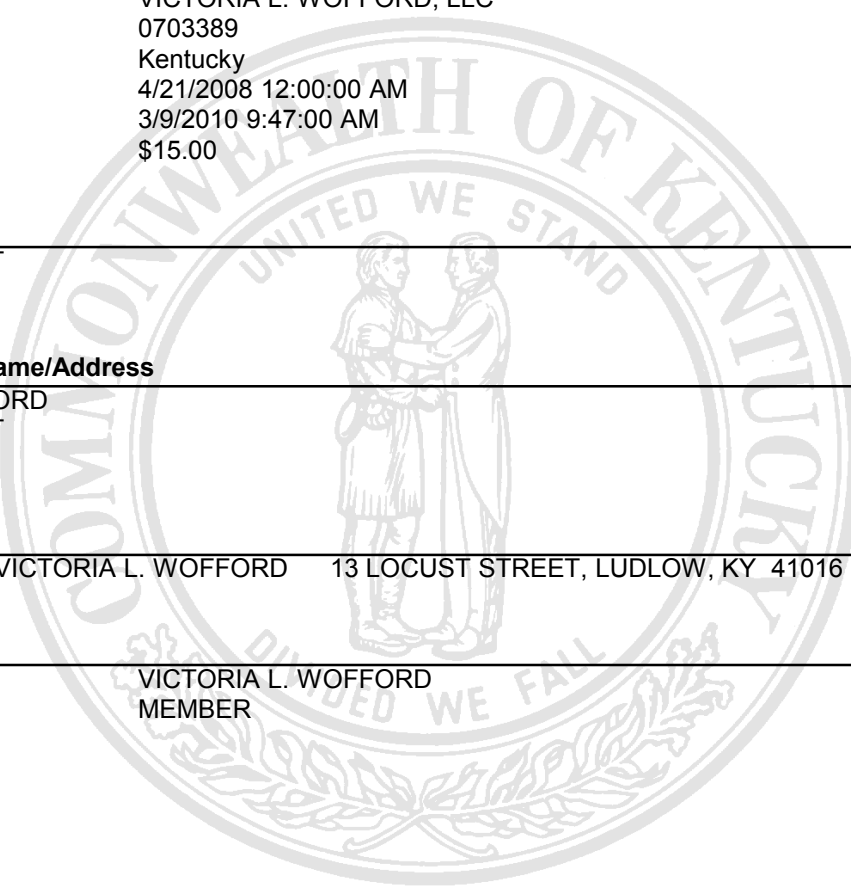 VICTORIA L. WOFFORD, LLC
0703389
Kentucky
4/21/2008 12:00:00 AM
3/9/2010 9:47:00 AM
$15.00
ame/Address
ORD
VICTORIA L. WOFFORD 13 LOCUST STREET, LUDLOW, KY 41016
VICTORIA L. WOFFORD
MEMBER
COMMONWEALTH OF KENTUCKY
UNITED WE STAND
DIVIDED WE FALL